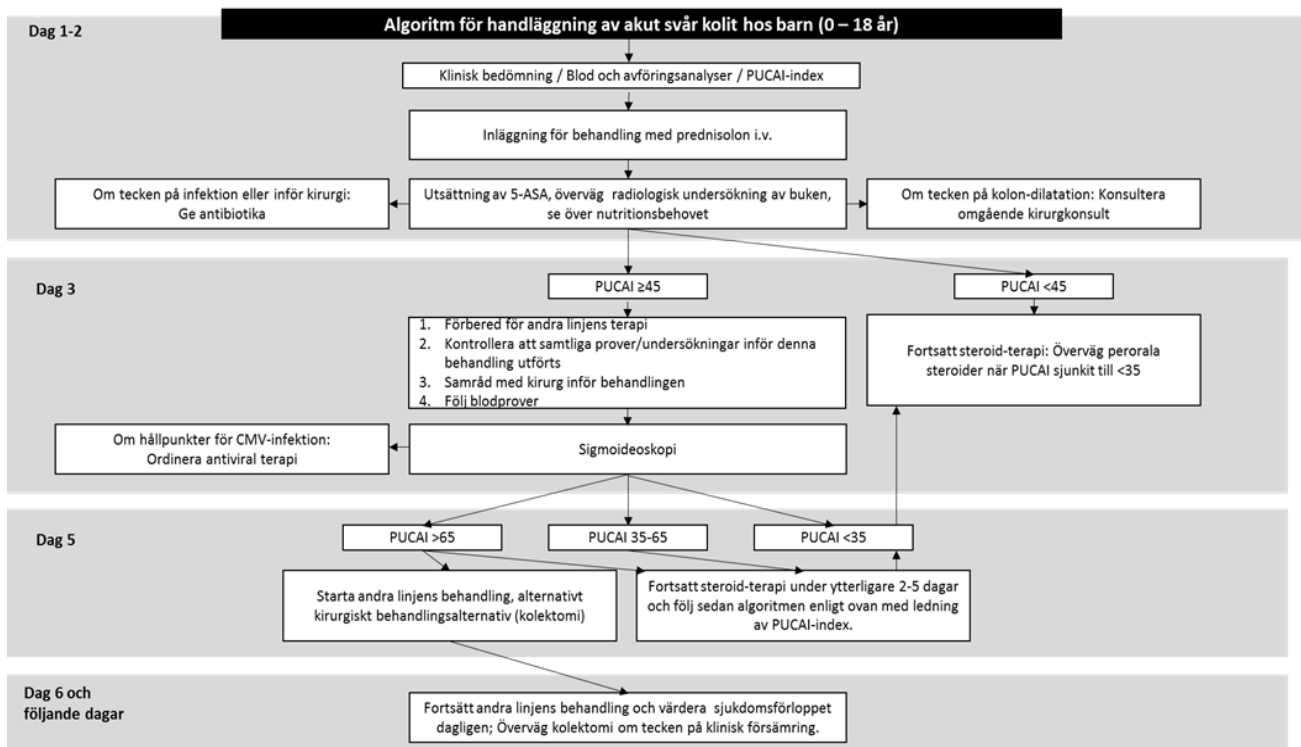 Algoritm för handläggning av akut svår kolit hos barn (0 – 18 år)
Dag 1-2
Klinisk bedömning / Blod och avföringsanalyser / PUCAI-index
Inläggning för behandling med prednisolon i.v.
Om tecken på infektion eller inför kirurgi:
Ge antibiotika
Utsättning av 5-ASA, överväg radiologisk undersökning av buken,
se över nutritionsbehovet
Om tecken på kolon-dilatation: Konsultera
omgående kirurgkonsult
Dag 3
PUCAI ≥45
PUCAI <45
1. Förbered för andra linjens terapi
2. Kontrollera att samtliga prover/undersökningar inför denna
behandling utförts
3. Samråd med kirurg inför behandlingen
4. Följ blodprover
Fortsatt steroid-terapi: Överväg perorala
steroider när PUCAI sjunkit till <35
Om hållpunkter för CMV-infektion:
Ordinera antiviral terapi
Sigmoideoskopi
Dag 5
PUCAI >65
PUCAI 35-65
PUCAI <35
Starta andra linjens behandling, alternativt
kirurgiskt behandlingsalternativ (kolektomi)
Fortsatt steroid-terapi under ytterligare 2-5 dagar
och följ sedan algoritmen enligt ovan med ledning
av PUCAI-index.
Dag 6 och
följande dagar
Fortsätt andra linjens behandling och värdera sjukdomsförloppet
dagligen; Överväg kolektomi om tecken på klinisk försämring.